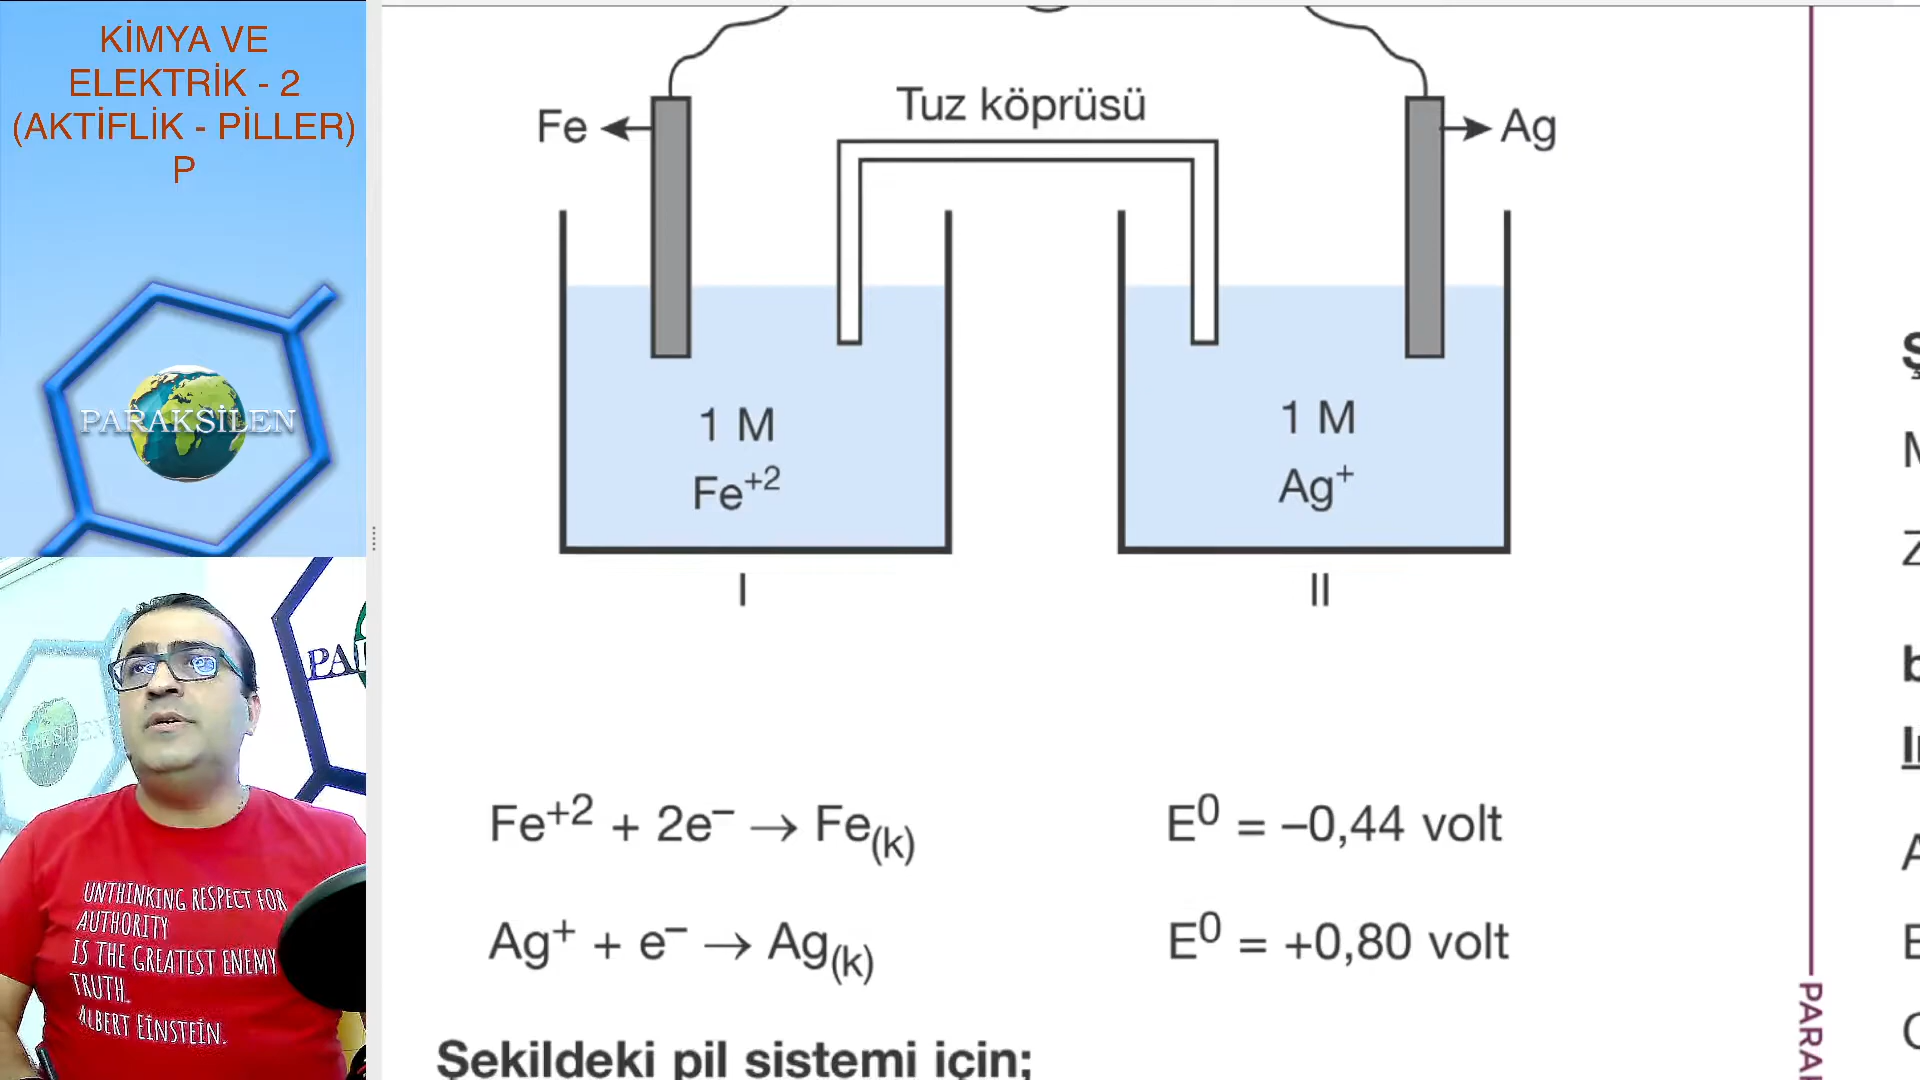 KİMYA VE
ELEKTRİK - 2
(AKTİFLİK - PİLLER)
P
PARAKSİLEN
PARAKSİLEN
UNTHINKING RESPECT FOR
AUTHORITY
IS THE GREATEST ENEMY
TRUTH.
ALBERT EINSTEIN.
Tuz köprüsü
Fe
Ag
1 M
Fe⁺²
1 M
Ag⁺
I
II
Fe⁺² + 2e⁻ → Fe₍ₖ₎ E⁰ = –0,44 volt
Ag⁺ + e⁻ → Ag₍ₖ₎ E⁰ = +0,80 volt
Şekildeki pil sistemi için;